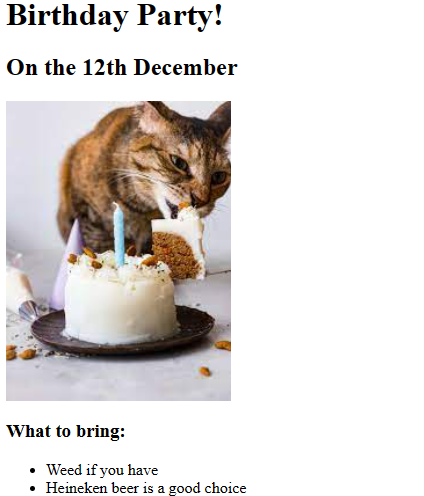 Birthday Party!
On the 12th December
What to bring:
Weed if you have
Heineken beer is a good choice